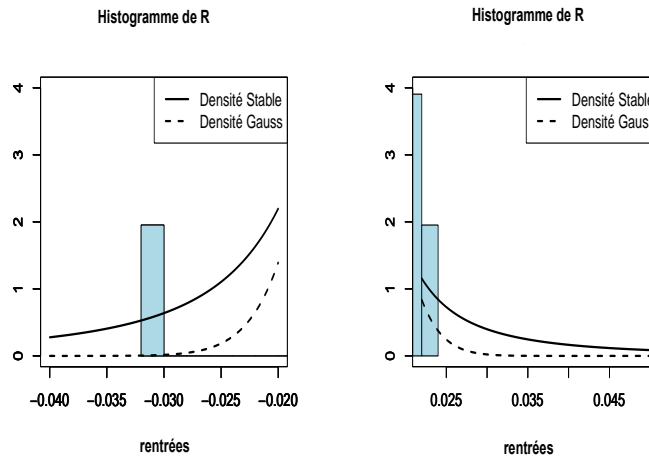 Histogramme de R
Densité Stable
Densité Gauss
4
3
2
1
0
−0.040 −0.035 −0.030 −0.025 −0.020
rentrées
Histogramme de R
Densité Stable
Densité Gauss
4
3
2
1
0
0.025 0.035 0.045
rentrées